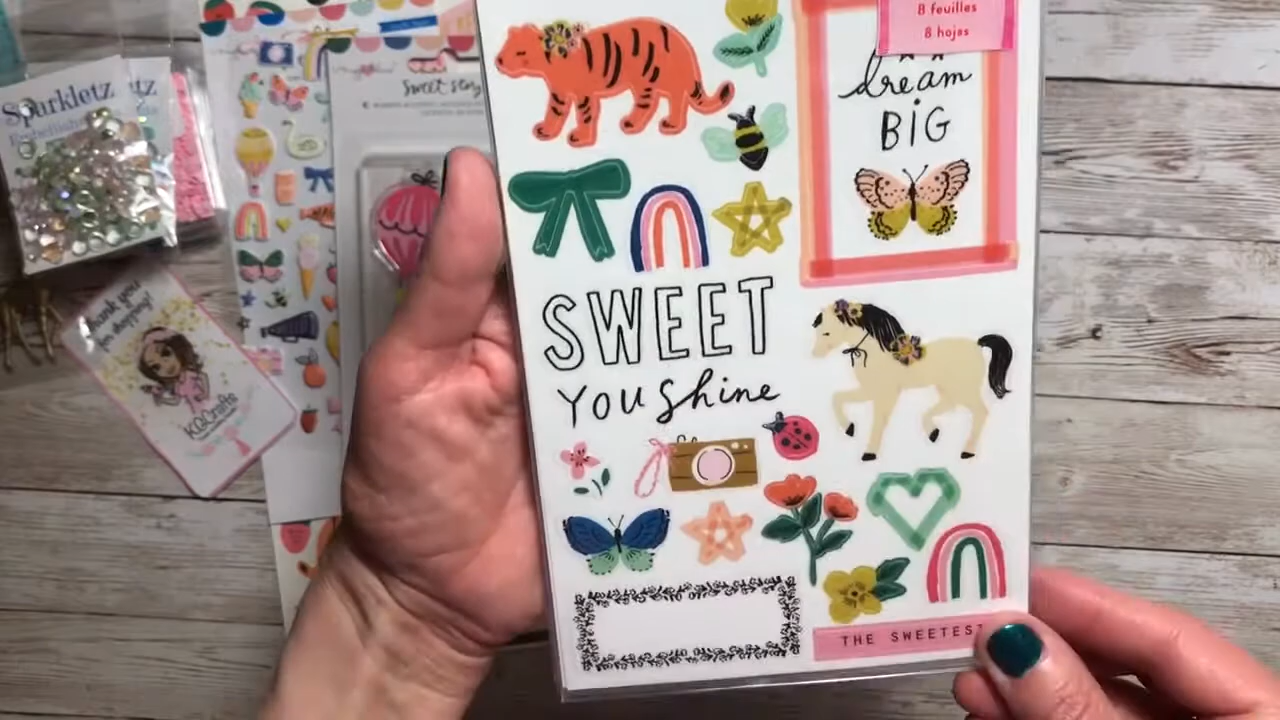 8 feuilles
8 hojas
dream
BIG
SWEET
YOU Shine
THE SWEETEST
Sparkletz
Sweet
Thank you
for shopping!
KQCrafts